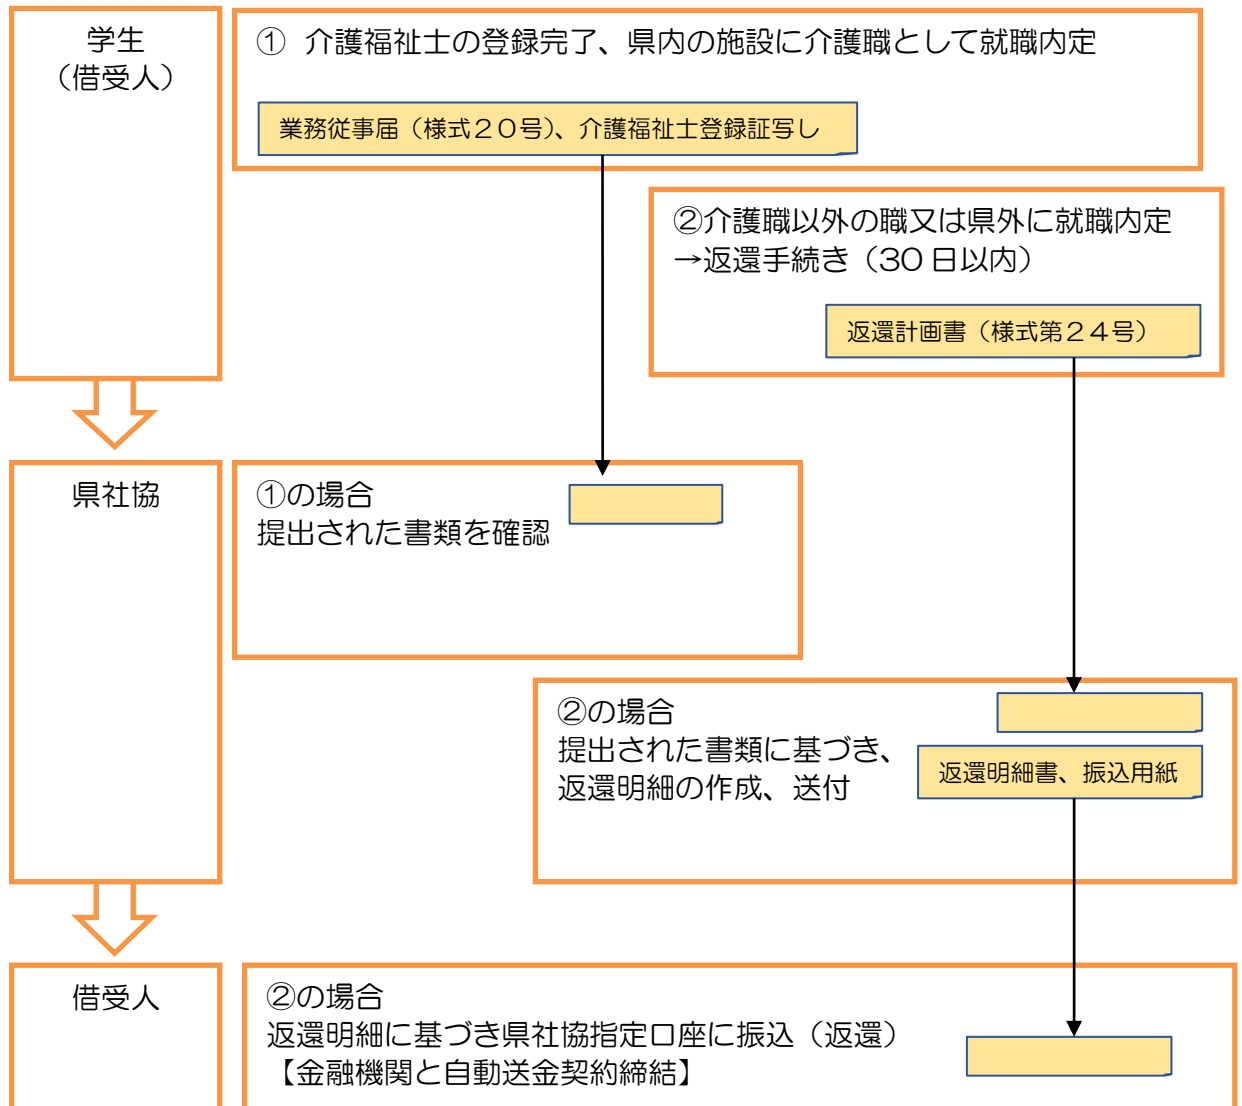 学生
（借受人）
① 介護福祉士の登録完了、県内の施設に介護職として就職内定
業務従事届（様式２０号）、介護福祉士登録証写し
②介護職以外の職又は県外に就職内定
→返還手続き（30 日以内）
返還計画書（様式第２４号）
県社協
①の場合
提出された書類を確認
②の場合
提出された書類に基づき、
返還明細の作成、送付
返還明細書、振込用紙
借受人
②の場合
返還明細に基づき県社協指定口座に振込（返還）
【金融機関と自動送金契約締結】